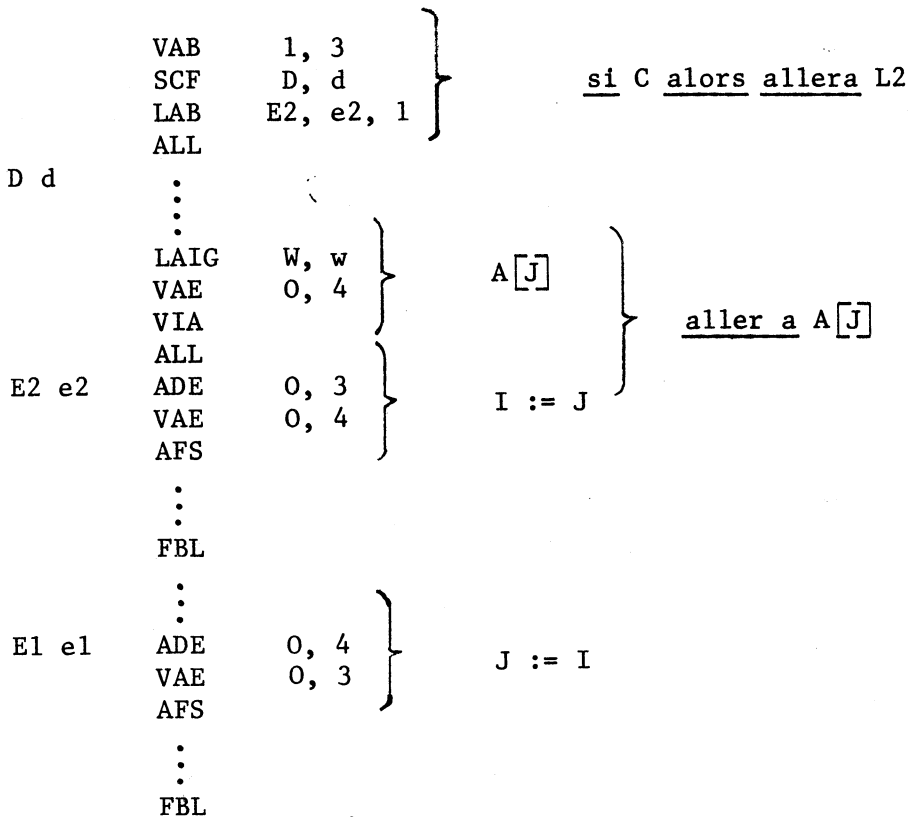 VAB 1, 3
SCF D, d si C alors allera L2
LAB E2, e2, 1
ALL
D d
LAIG W, w A[J]
VAE 0, 4
VIA aller a A[J]
ALL
E2 e2 ADE 0, 3
VAE 0, 4 I := J
AFS
FBL
E1 e1 ADE 0, 4
VAE 0, 3 J := I
AFS
FBL